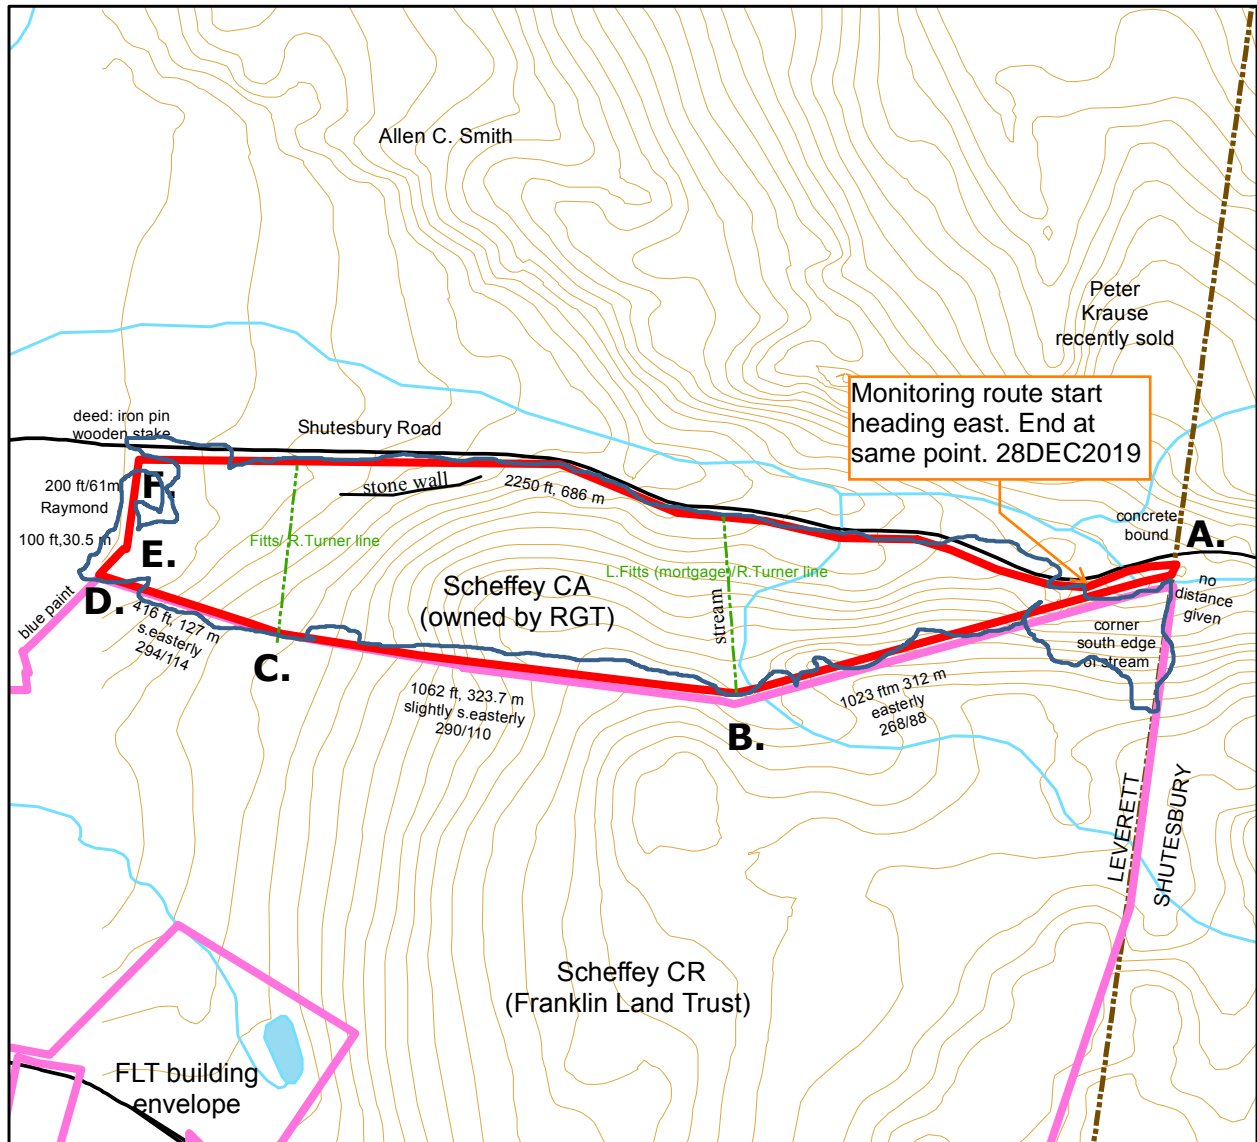 Allen C. Smith
Peter
Krause
recently sold
Monitoring route start
heading east. End at
same point. 28DEC2019
deed: iron pin
wooden stake
Shutesbury Road
stone wall
2250 ft, 686 m
200 ft/61m
F.
Raymond
100 ft,30.5 m
E.
Fitts/ R.Turner line
concrete
bound
A.
no
distance
given
L.Fitts (mortgage)/R.Turner line
Scheffey CA
(owned by RGT)
stream
D.
blue paint
416 ft, 127 m
s.easterly
294/114
C.
corner
south edge
of stream
1062 ft, 323.7 m
slightly s.easterly
290/110
1023 ftm 312 m
easterly
268/88
B.
LEVERETT
SHUTESBURY
Scheffey CR
(Franklin Land Trust)
FLT building
envelope